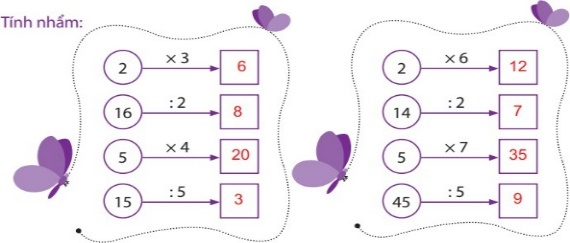 Tính nhẩm:
2 × 3 6
16 : 2 8
5 × 4 20
15 : 5 3
2 × 6 12
14 : 2 7
5 × 7 35
45 : 5 9